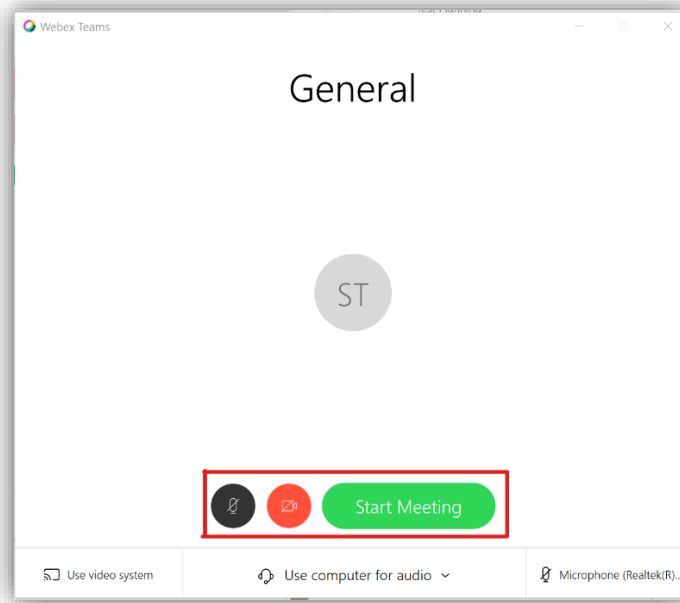 Webex Teams
General
ST
Start Meeting
Use video system
Use computer for audio
Microphone (Realtek(R)...